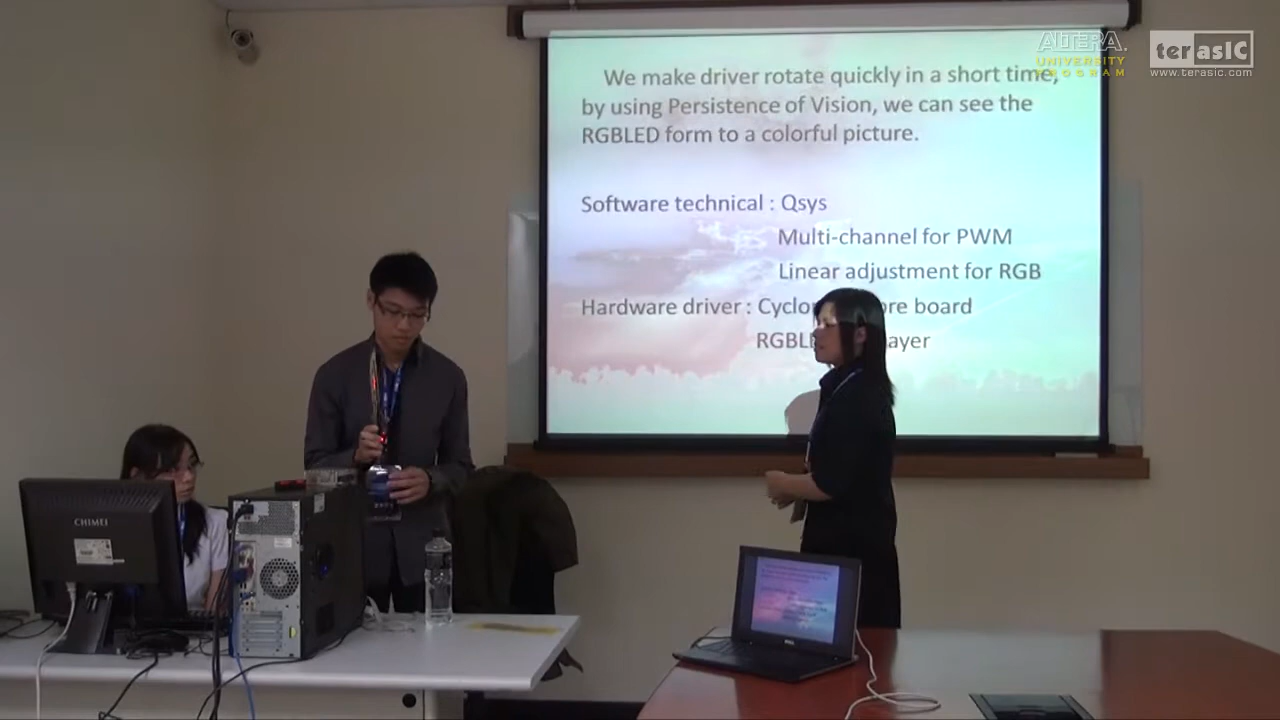 ALTERA.
UNIVERSITY
PROGRAM
terasIC
www.terasic.com
We make driver rotate quickly in a short time,
by using Persistence of Vision, we can see the
RGBLED form to a colorful picture.
Software technical : Qsys
Multi-channel for PWM
Linear adjustment for RGB
Hardware driver : board
CHIMEI
DELL